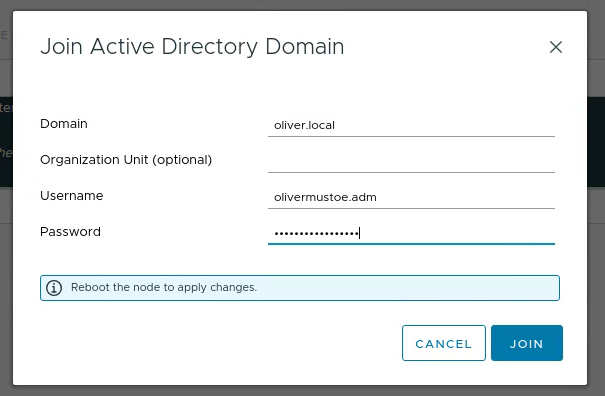 Join Active Directory Domain
Domain
oliver.local
Organization Unit (optional)
Username
olivermustoe.adm
Password
•••••••••••••••••
Reboot the node to apply changes.
CANCEL
JOIN